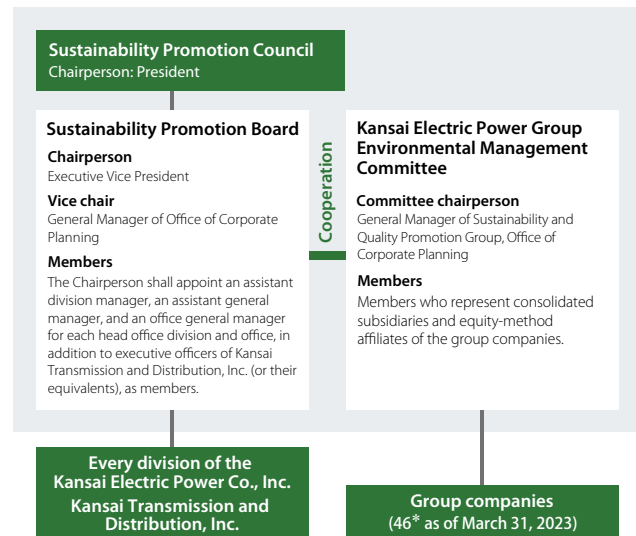 Sustainability Promotion Council
Chairperson: President
Sustainability Promotion Board
Chairperson
Executive Vice President
Vice chair
General Manager of Office of Corporate
Planning
Members
The Chairperson shall appoint an assistant
division manager, an assistant general
manager, and an office general manager
for each head office division and office, in
addition to executive officers of Kansai
Transmission and Distribution, Inc. (or their
equivalents), as members.
Cooperation
Kansai Electric Power Group
Environmental Management
Committee
Committee chairperson
General Manager of Sustainability and
Quality Promotion Group, Office of
Corporate Planning
Members
Members who represent consolidated
subsidiaries and equity-method
affiliates of the group companies.
Every division of the
Kansai Electric Power Co., Inc.
Kansai Transmission and
Distribution, Inc.
Group companies
(46* as of March 31, 2023)